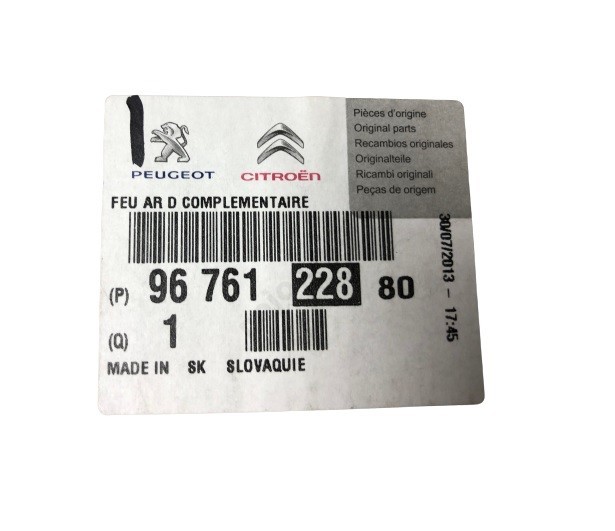 PEUGEOT
CITROËN
Pièces d'origine
Original parts
Recambios originales
Originalteile
Ricambi originali
Peças de origem
FEU AR D COMPLEMENTAIRE
(P) 96 761 228 80
(Q) 1
MADE IN SK SLOVAQUIE
30/07/2013 - 17:45